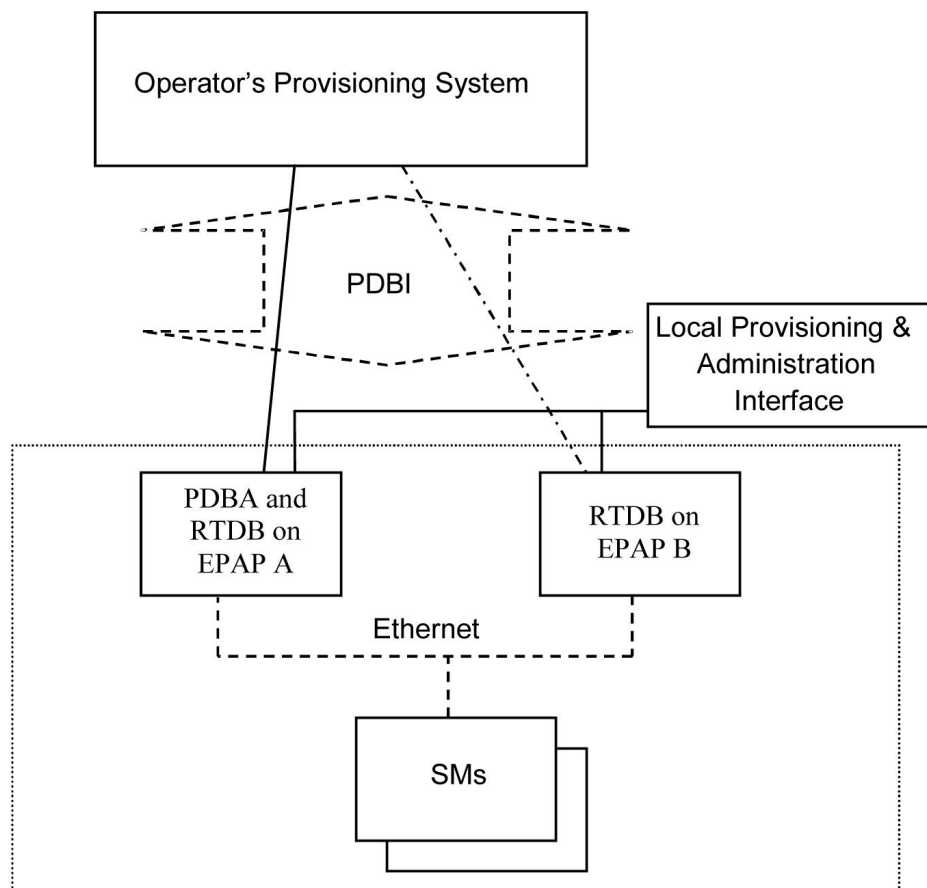 Operator’s Provisioning System
PDBI
Local Provisioning &
Administration
Interface
PDBA and
RTDB on
EPAP A
RTDB on
EPAP B
Ethernet
SMs